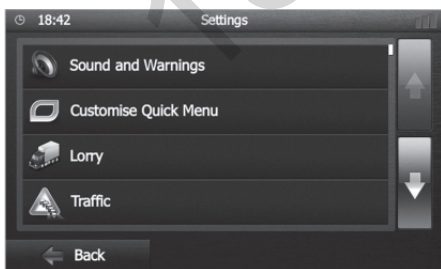 18:42 Settings
Sound and Warnings
Customise Quick Menu
Lorry
Traffic
Back